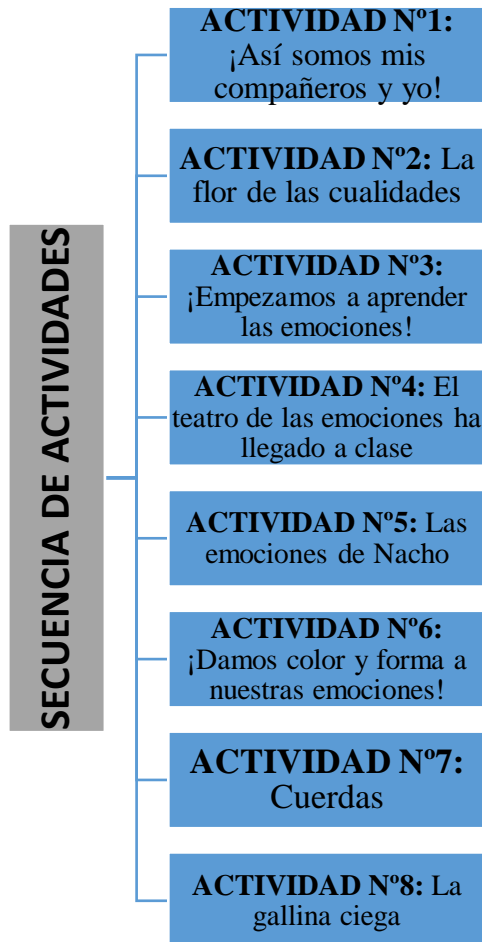 SECUENCIA DE ACTIVIDADES
ACTIVIDAD Nº1:
¡Así somos mis
compañeros y yo!
ACTIVIDAD Nº2: La
flor de las cualidades
ACTIVIDAD Nº3:
¡Empezamos a aprender
las emociones!
ACTIVIDAD Nº4: El
teatro de las emociones ha
llegado a clase
ACTIVIDAD Nº5: Las
emociones de Nacho
ACTIVIDAD Nº6:
¡Damos color y forma a
nuestras emociones!
ACTIVIDAD Nº7:
Cuerdas
ACTIVIDAD Nº8: La
gallina ciega